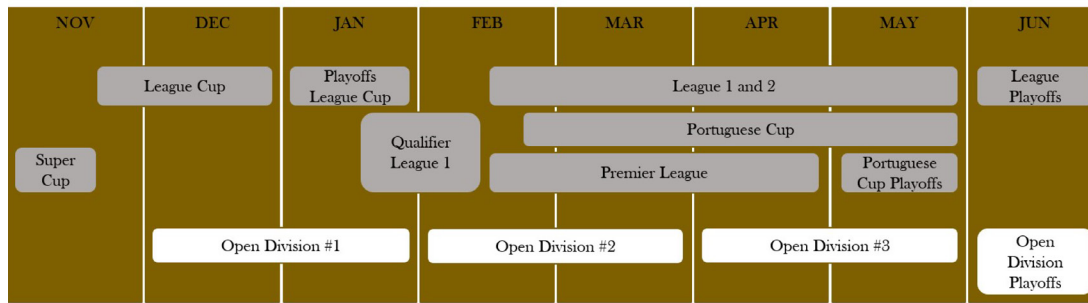 NOV
DEC
JAN
FEB
MAR
APR
MAY
JUN
League Cup
Playoffs
League Cup
League 1 and 2
League
Playoffs
Qualifier
League 1
Portuguese Cup
Super
Cup
Premier League
Portuguese
Cup Playoffs
Open Division #1
Open Division #2
Open Division #3
Open
Division
Playoffs